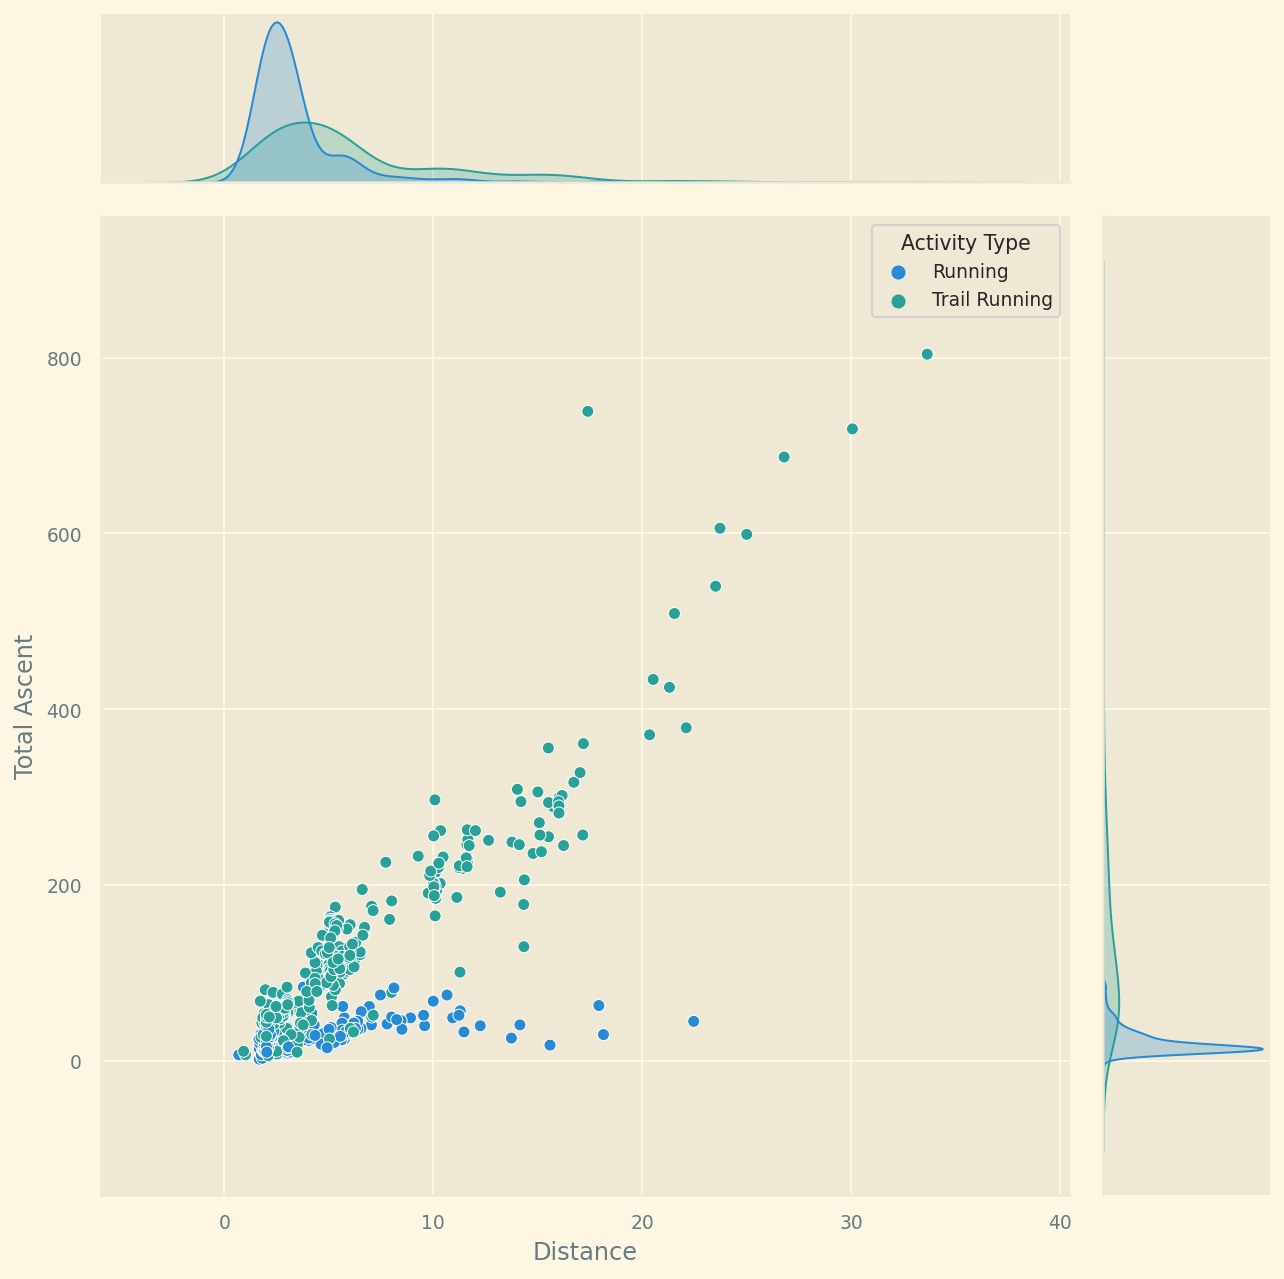 Activity Type
Running
Trail Running
Total Ascent
800
600
400
200
0
0 10 20 30 40
Distance